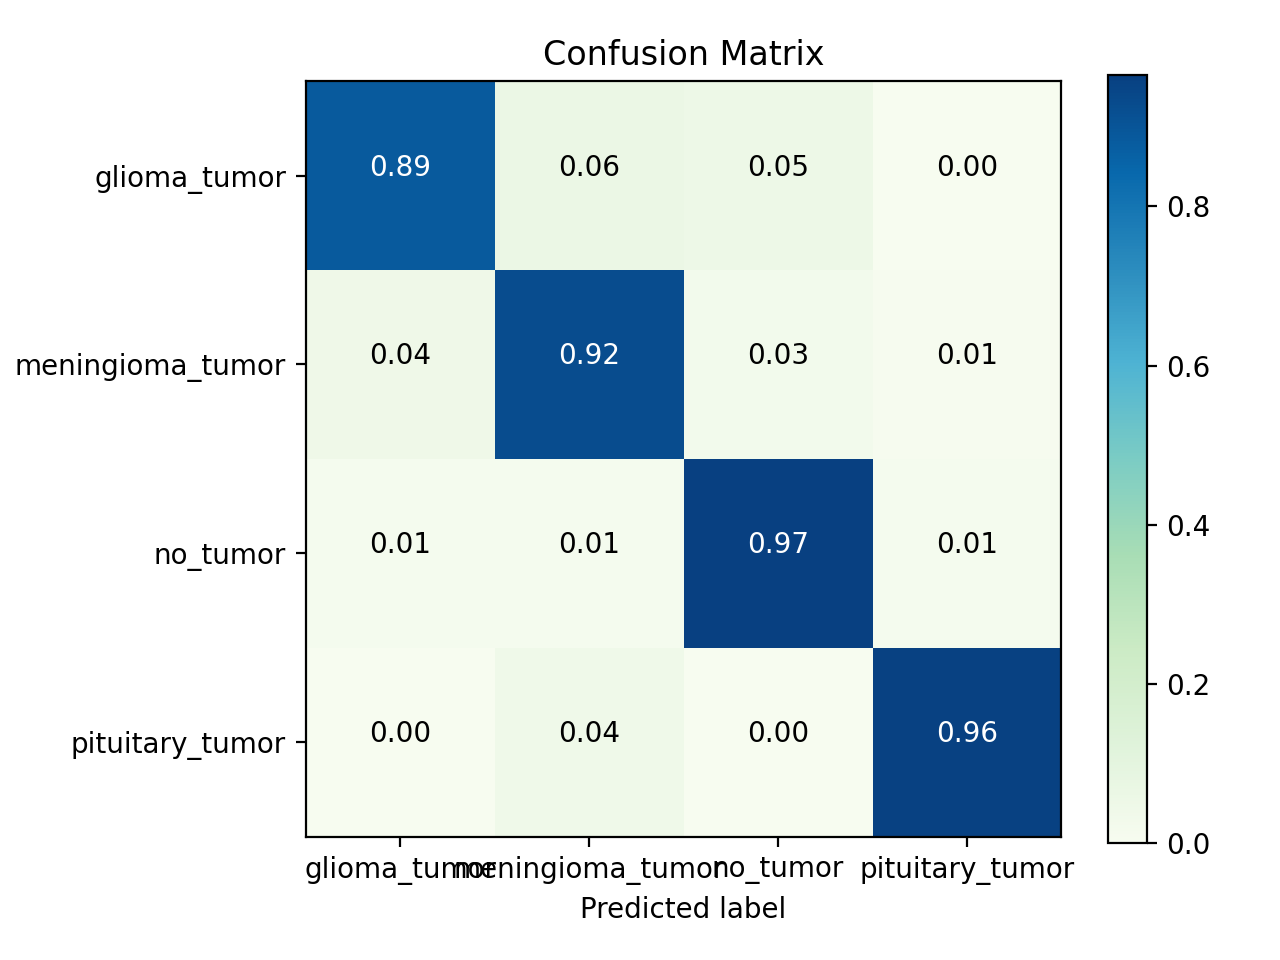 Confusion Matrix
glioma_tumor 0.89 0.06 0.05 0.00
0.8
meningioma_tumor 0.04 0.92 0.03 0.01
0.6
no_tumor 0.01 0.01 0.97 0.01
0.4
0.2
pituitary_tumor 0.00 0.04 0.00 0.96
0.0
glioma_tumor meningioma_tumor no_tumor pituitary_tumor
Predicted label